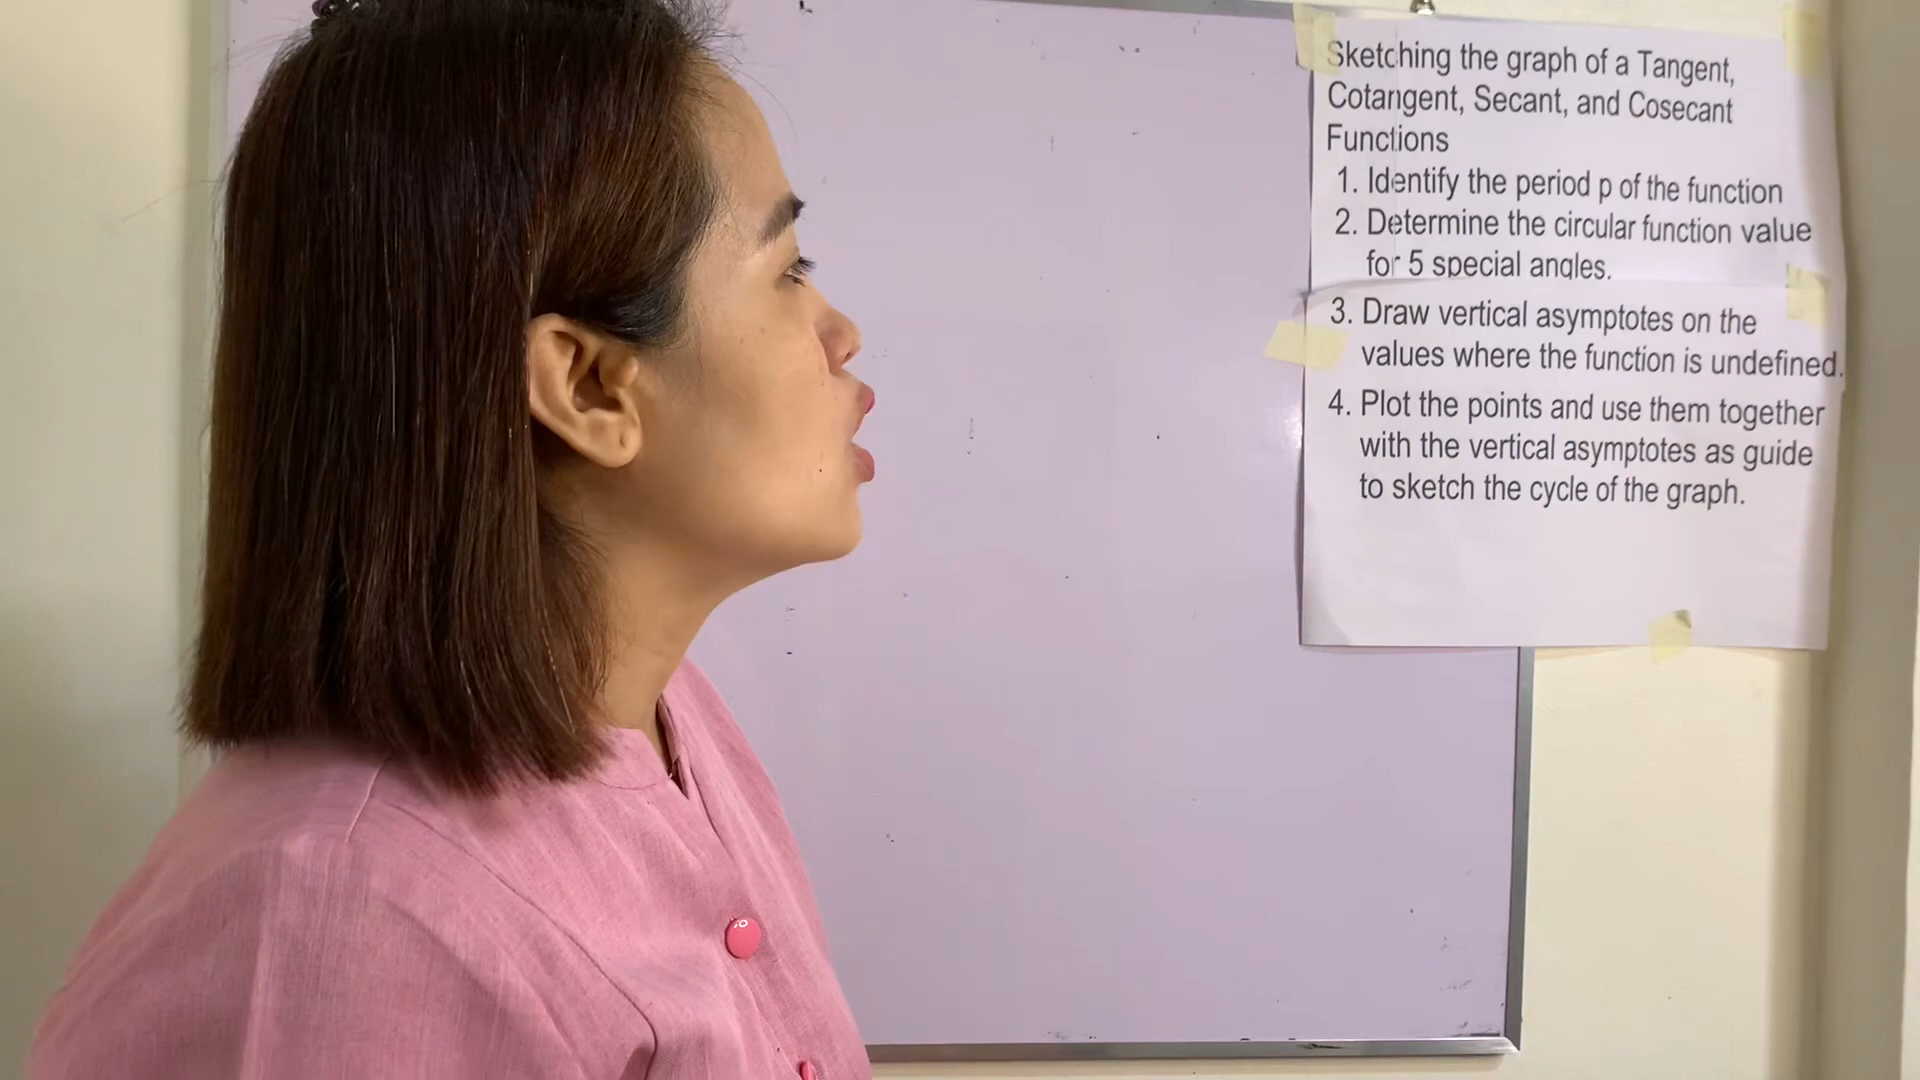 Sketching the graph of a Tangent,
Cotangent, Secant, and Cosecant
Functions
1. Identify the period p of the function
2. Determine the circular function value
for 5 special angles.
3. Draw vertical asymptotes on the
values where the function is undefined.
4. Plot the points and use them together
with the vertical asymptotes as guide
to sketch the cycle of the graph.